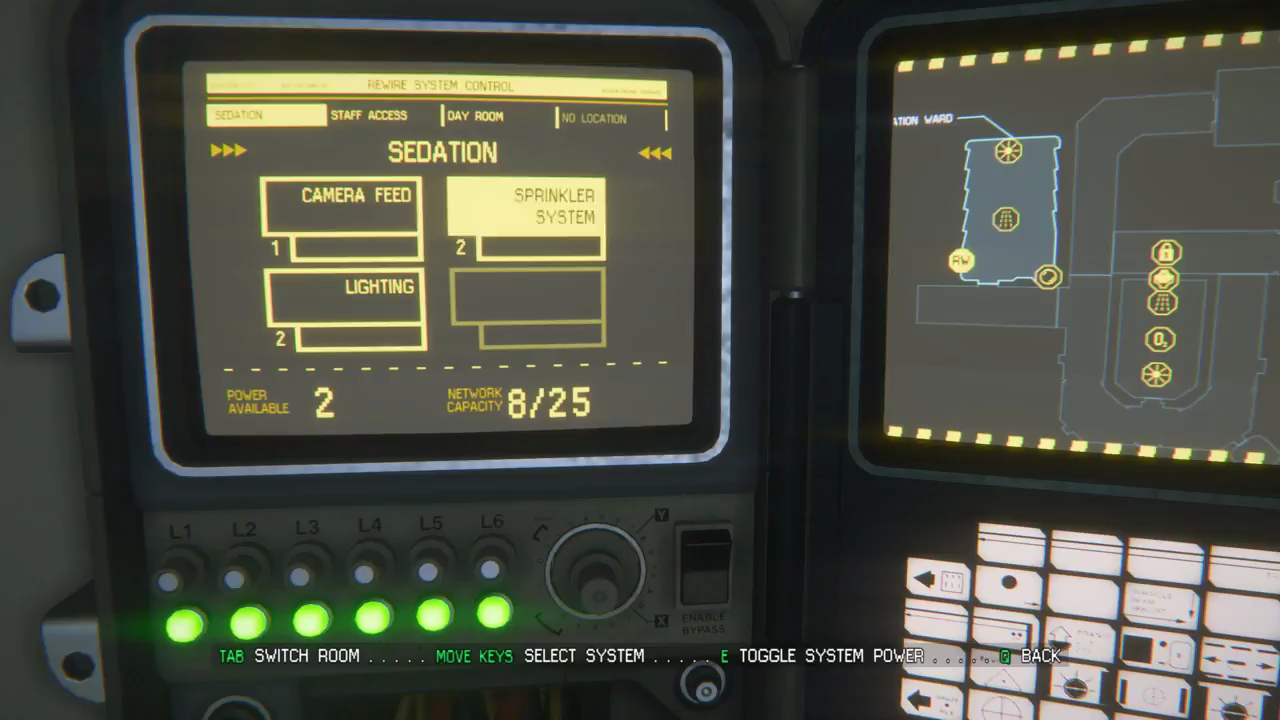 REWIRE SYSTEM CONTROL
SEDATION
STAFF ACCESS
DAY ROOM
NO LOCATION
SEDATION
CAMERA FEED
1
SPRINKLER
SYSTEM
2
LIGHTING
2
POWER
AVAILABLE
2
NETWORK
CAPACITY
8/25
ATION WARD
RW
O₂
L1 L2 L3 L4 L5 L6
Y
X
ENABLE
BYPASS
TAB SWITCH ROOM ..... MOVE KEYS SELECT SYSTEM ..... E TOGGLE SYSTEM POWER ..... Q BACK